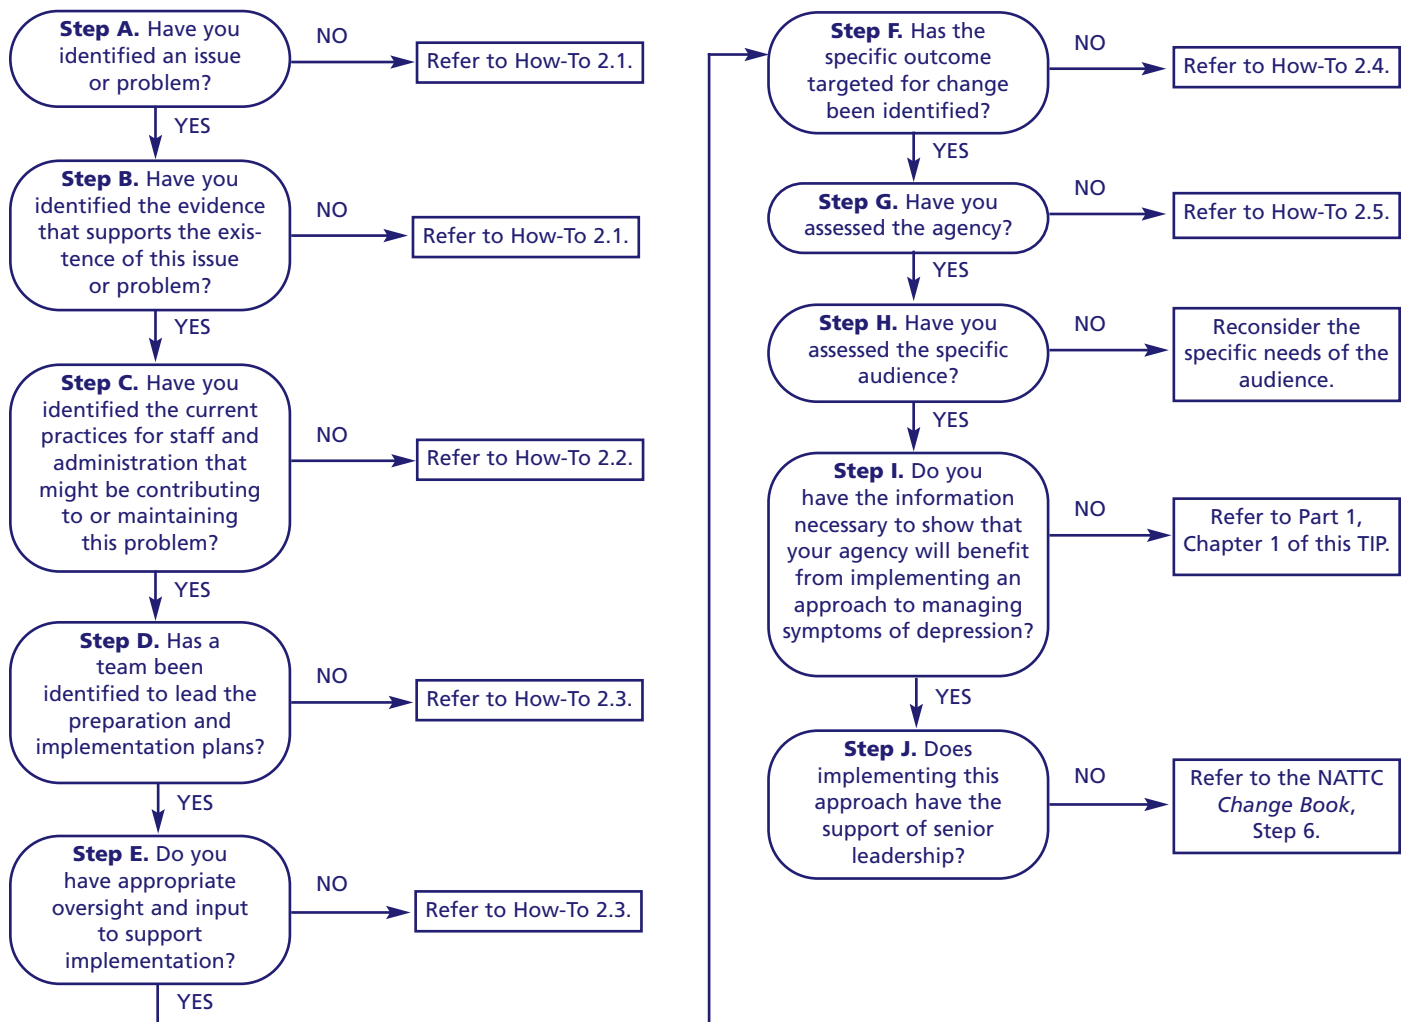 Step A. Have you
identified an issue
or problem?
NO
Refer to How-To 2.1.
YES
Step B. Have you
identified the evidence
that supports the exis-
tence of this issue
or problem?
NO
Refer to How-To 2.1.
YES
Step C. Have you
identified the current
practices for staff and
administration that
might be contributing
to or maintaining
this problem?
NO
Refer to How-To 2.2.
YES
Step D. Has a
team been
identified to lead the
preparation and
implementation plans?
NO
Refer to How-To 2.3.
YES
Step E. Do you
have appropriate
oversight and input
to support
implementation?
NO
Refer to How-To 2.3.
YES
Step F. Has the
specific outcome
targeted for change
been identified?
NO
Refer to How-To 2.4.
YES
Step G. Have you
assessed the agency?
NO
Refer to How-To 2.5.
YES
Step H. Have you
assessed the specific
audience?
NO
Reconsider the
specific needs of the
audience.
YES
Step I. Do you
have the information
necessary to show that
your agency will benefit
from implementing an
approach to managing
symptoms of depression?
NO
Refer to Part 1,
Chapter 1 of this TIP.
YES
Step J. Does
implementing this
approach have the
support of senior
leadership?
NO
Refer to the NATTC
Change Book,
Step 6.